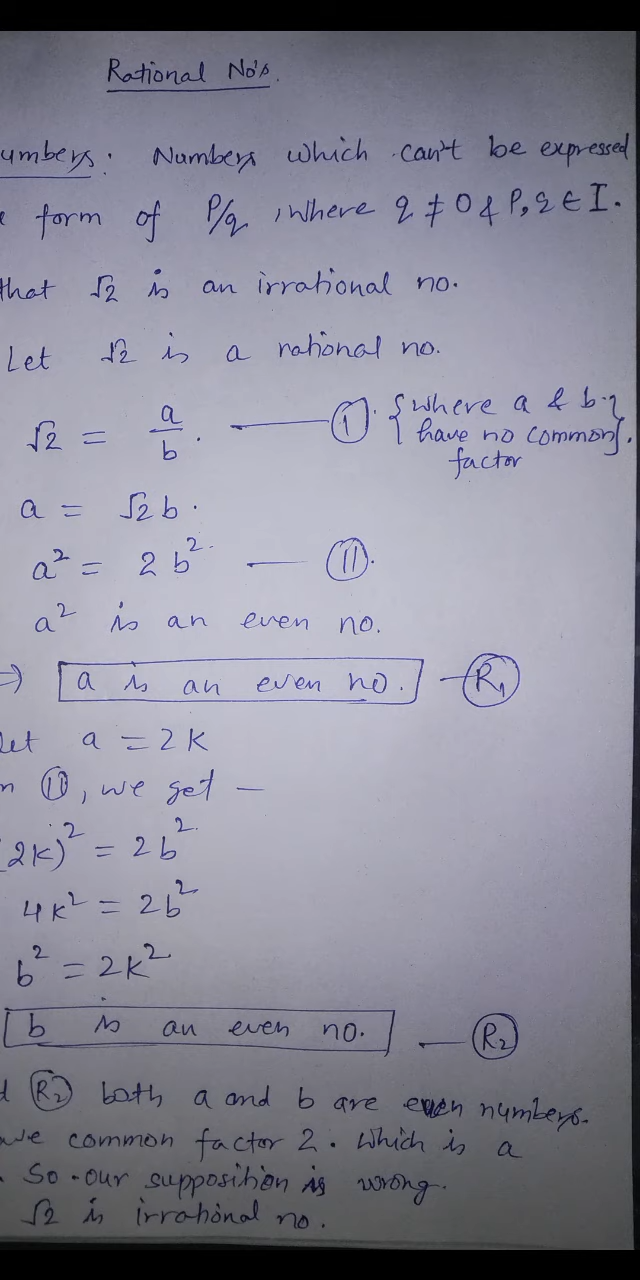 Rational No's.
umbers: Numbers which can't be expressed
e form of P/q, where q ≠ 0 & P, q ∈ I.
that √2 is an irrational no.
Let √2 is a rational no.
√2 = a/b. — I. {where a & b
have no common}.
factor
a = √2 b.
a² = 2b² — II.
a² is an even no.
⇒ a is an even no. — R₁
Let a = 2K
n II, we get —
(2K)² = 2b²
4K² = 2b²
b² = 2K²
b is an even no. — R₂
d R₂ both a and b are even numbers.
ave common factor 2. Which is a
. So our supposition is wrong.
√2 is irrational no.